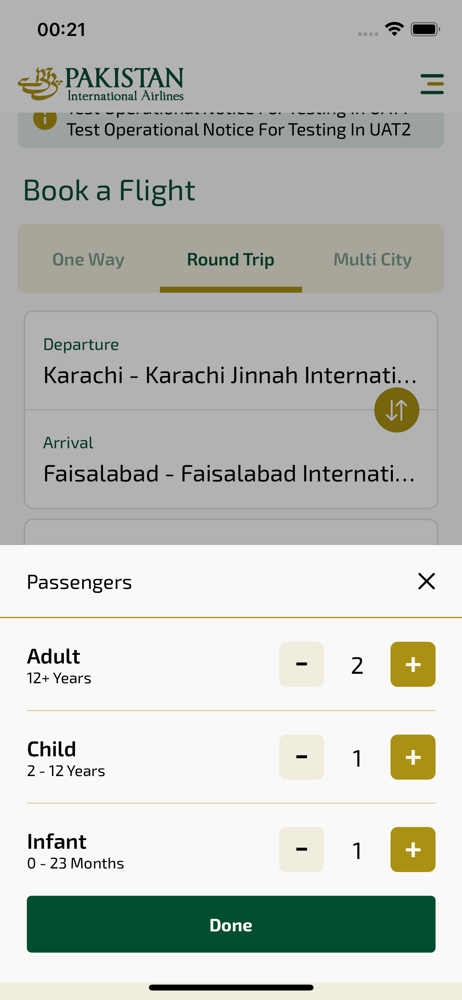 00:21
PAKISTAN
International Airlines
Test Operational Notice For Testing In UAT2
Book a Flight
One Way
Round Trip
Multi City
Departure
Karachi - Karachi Jinnah Internati...
Arrival
Faisalabad - Faisalabad Internati...
Passengers
Adult
12+ Years
-
2
+
Child
2 - 12 Years
-
1
+
Infant
0 - 23 Months
-
1
+
Done